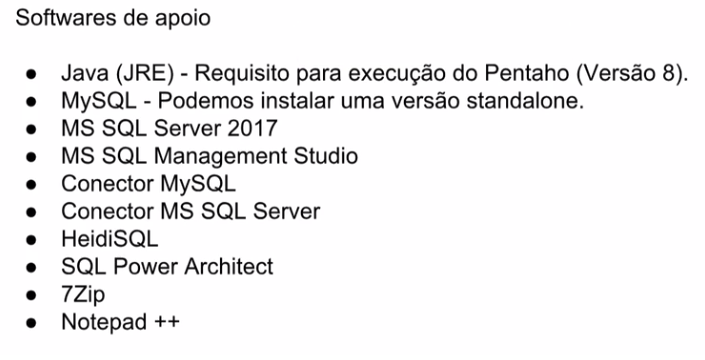 Softwares de apoio
● Java (JRE) - Requisito para execução do Pentaho (Versão 8).
● MySQL - Podemos instalar uma versão standalone.
● MS SQL Server 2017
● MS SQL Management Studio
● Conector MySQL
● Conector MS SQL Server
● HeidiSQL
● SQL Power Architect
● 7Zip
● Notepad ++